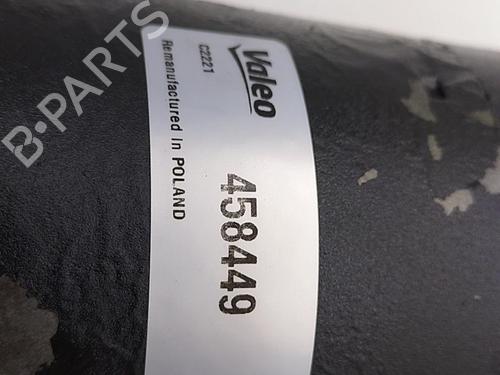 Valeo
C2221
Remanufactured in POLAND
458449
B-PARTS